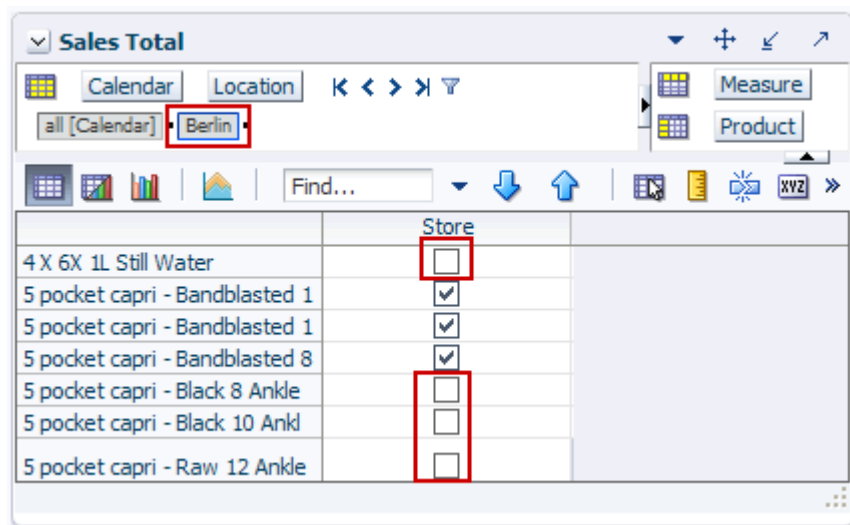 Sales Total
Calendar Location Measure
all [Calendar] Berlin Product
Find... XYZ
Store
4 X 6X 1L Still Water
5 pocket capri - Bandblasted 1
5 pocket capri - Bandblasted 1
5 pocket capri - Bandblasted 8
5 pocket capri - Black 8 Ankle
5 pocket capri - Black 10 Ankl
5 pocket capri - Raw 12 Ankle